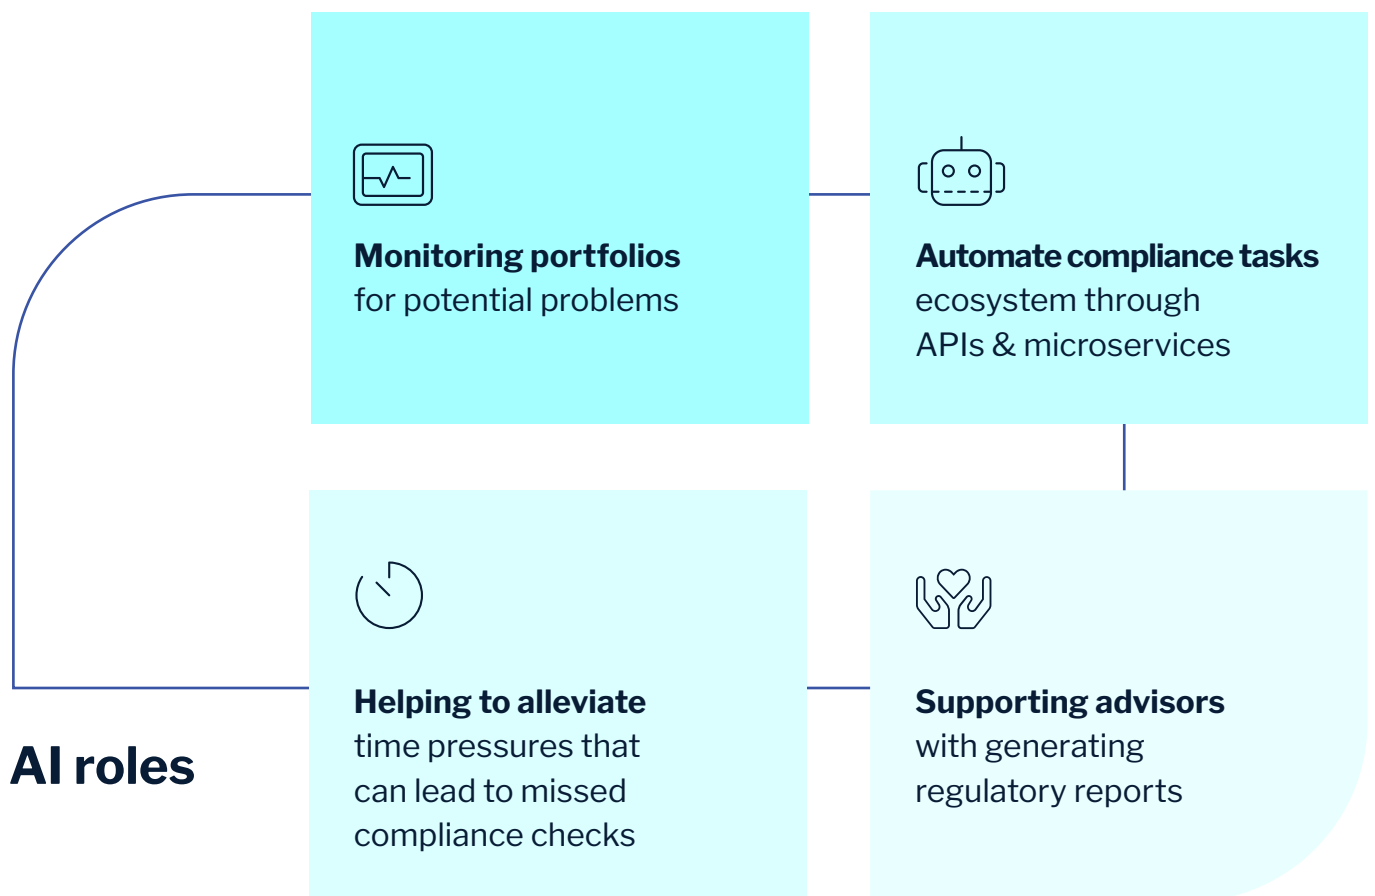 Monitoring portfolios
for potential problems
Automate compliance tasks
ecosystem through
APIs & microservices
Helping to alleviate
time pressures that
can lead to missed
compliance checks
Supporting advisors
with generating
regulatory reports
AI roles